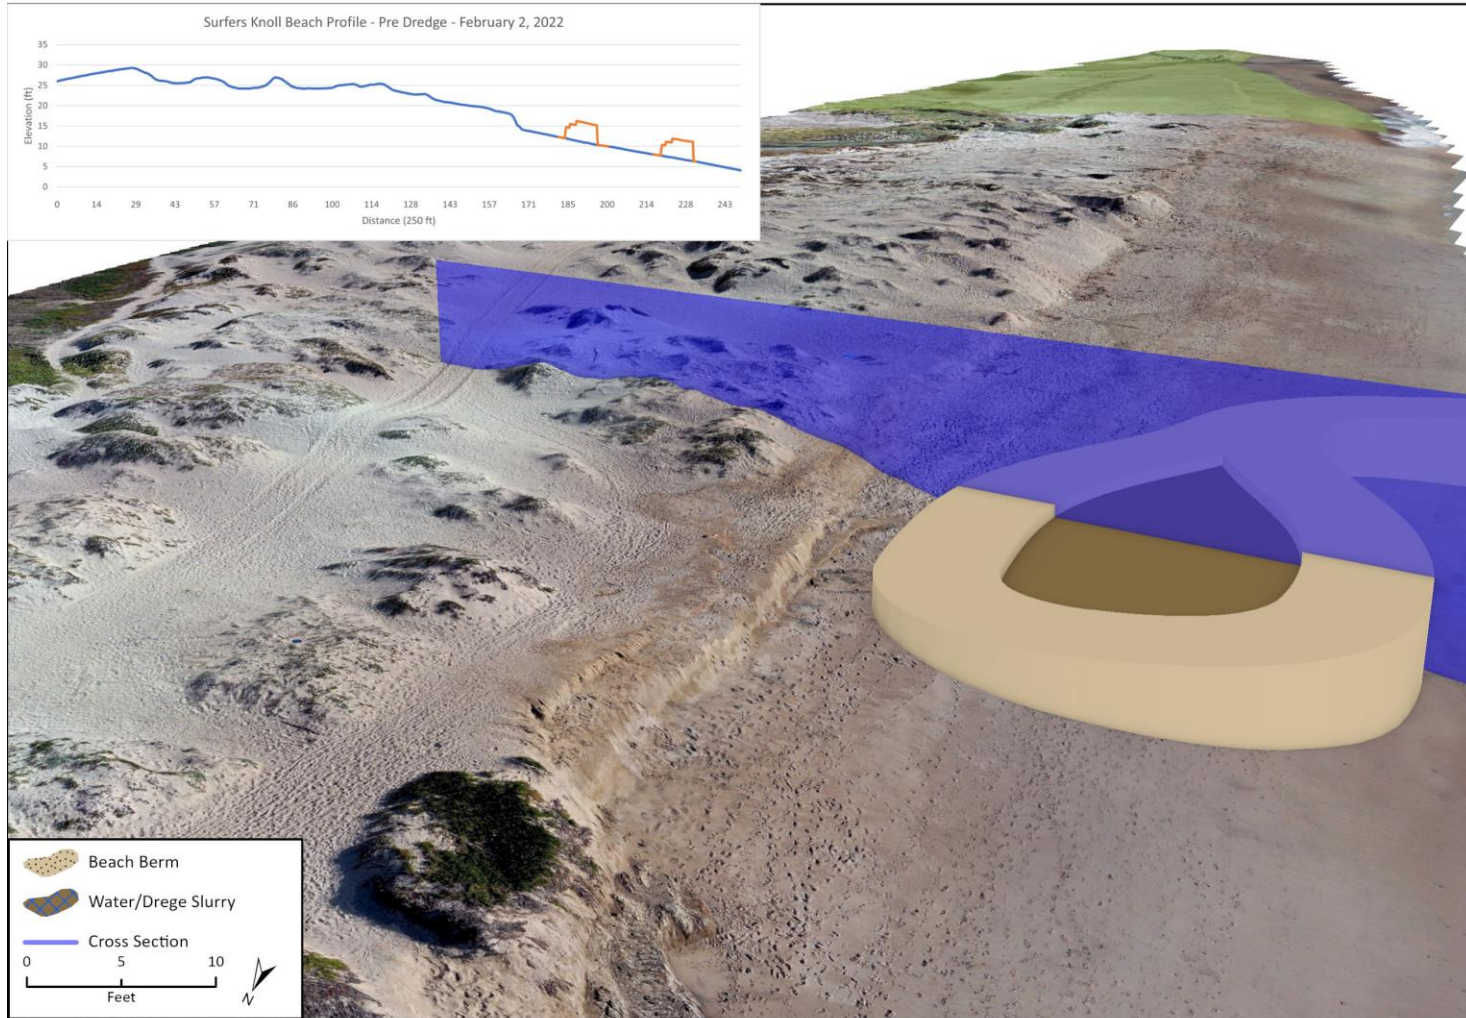 Surfers Knoll Beach Profile - Pre Dredge - February 2, 2022
35
30
25
20
15
10
5
0
Elevation (ft)
0 14 29 43 57 71 86 100 114 128 143 157 171 185 200 214 228 243
Distance (250 ft)
Beach Berm
Water/Drege Slurry
Cross Section
0 5 10
Feet
N